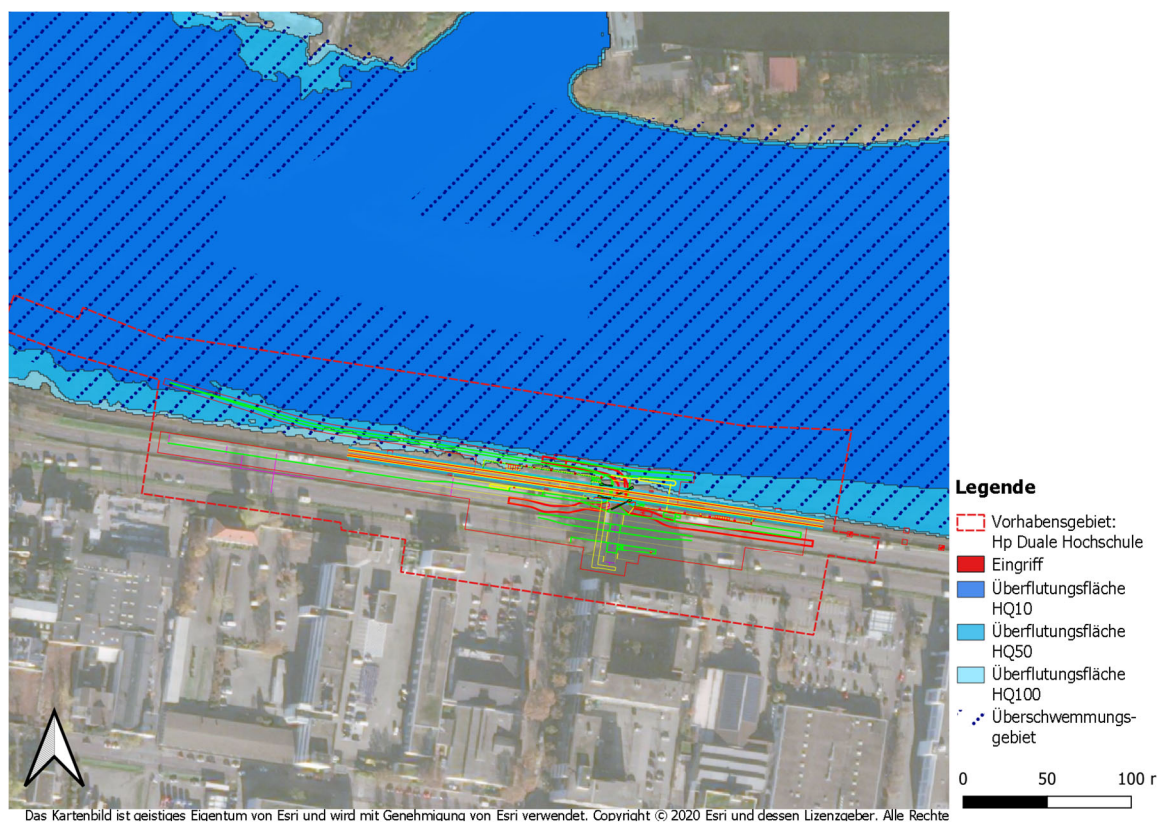 Legende
Vorhabensgebiet:
Hp Duale Hochschule
Eingriff
Überflutungsfläche
HQ10
Überflutungsfläche
HQ50
Überflutungsfläche
HQ100
Überschwemmungs-
gebiet
0 50 100 r
Das Kartenbild ist geistiges Eigentum von Esri und wird mit Genehmigung von Esri verwendet. Copyright © 2020 Esri und dessen Lizenzgeber. Alle Rechte